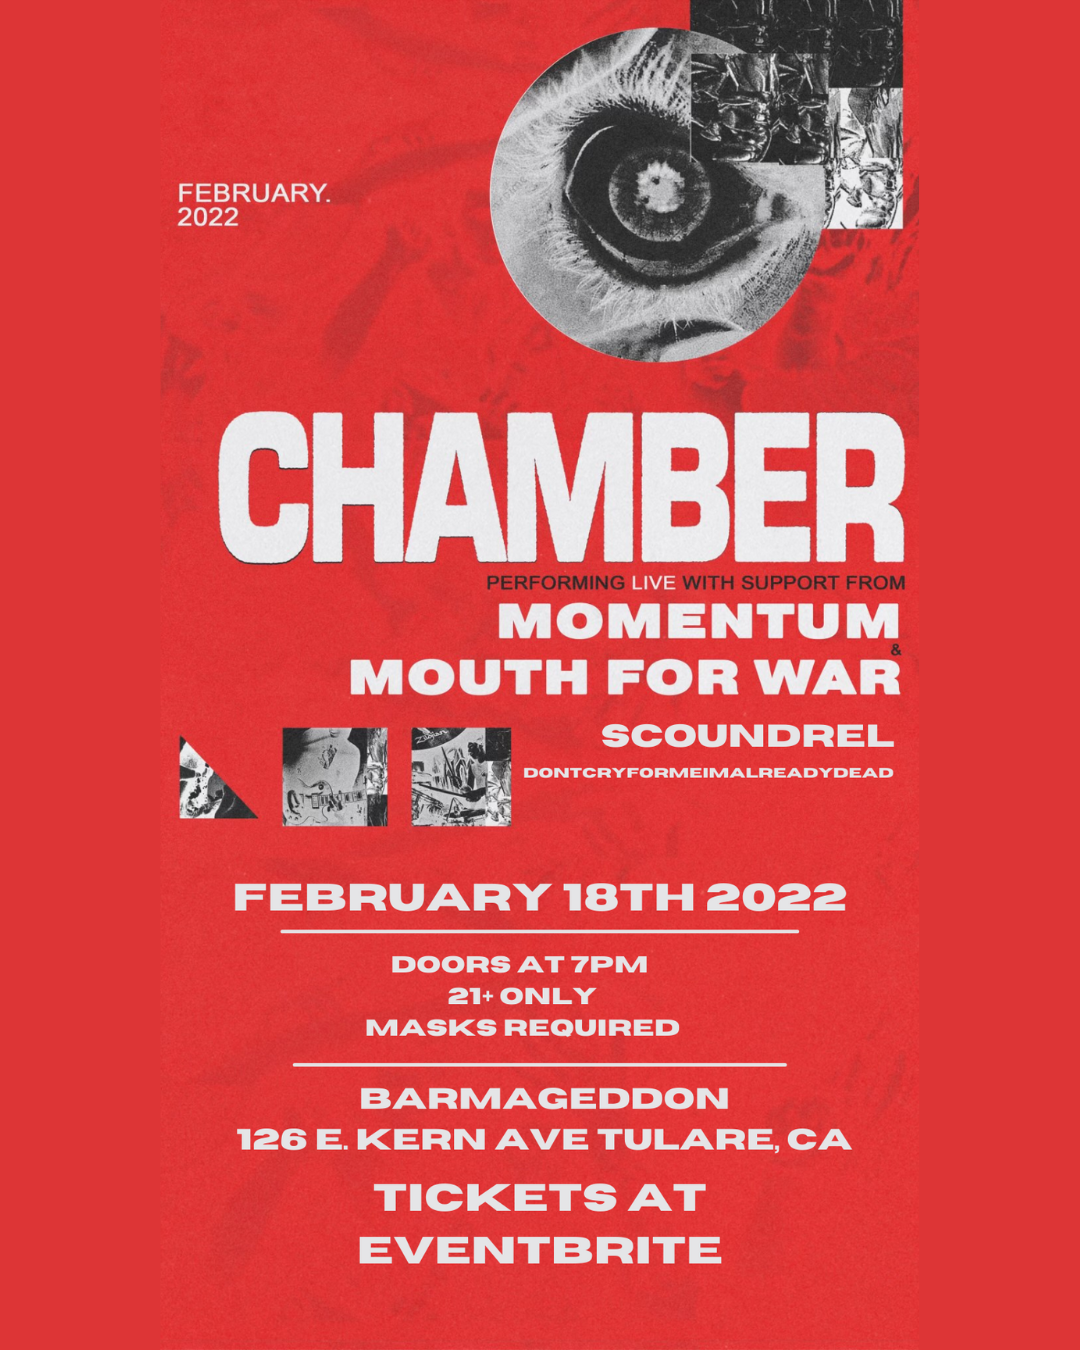 FEBRUARY.
2022
CHAMBER
PERFORMING LIVE WITH SUPPORT FROM
MOMENTUM
&
MOUTH FOR WAR
SCOUNDREL
DONTCRYFORMEIMALREADYDEAD
FEBRUARY 18TH 2022
DOORS AT 7PM
21+ ONLY
MASKS REQUIRED
BARMAGEDDON
126 E. KERN AVE TULARE, CA
TICKETS AT
EVENTBRITE